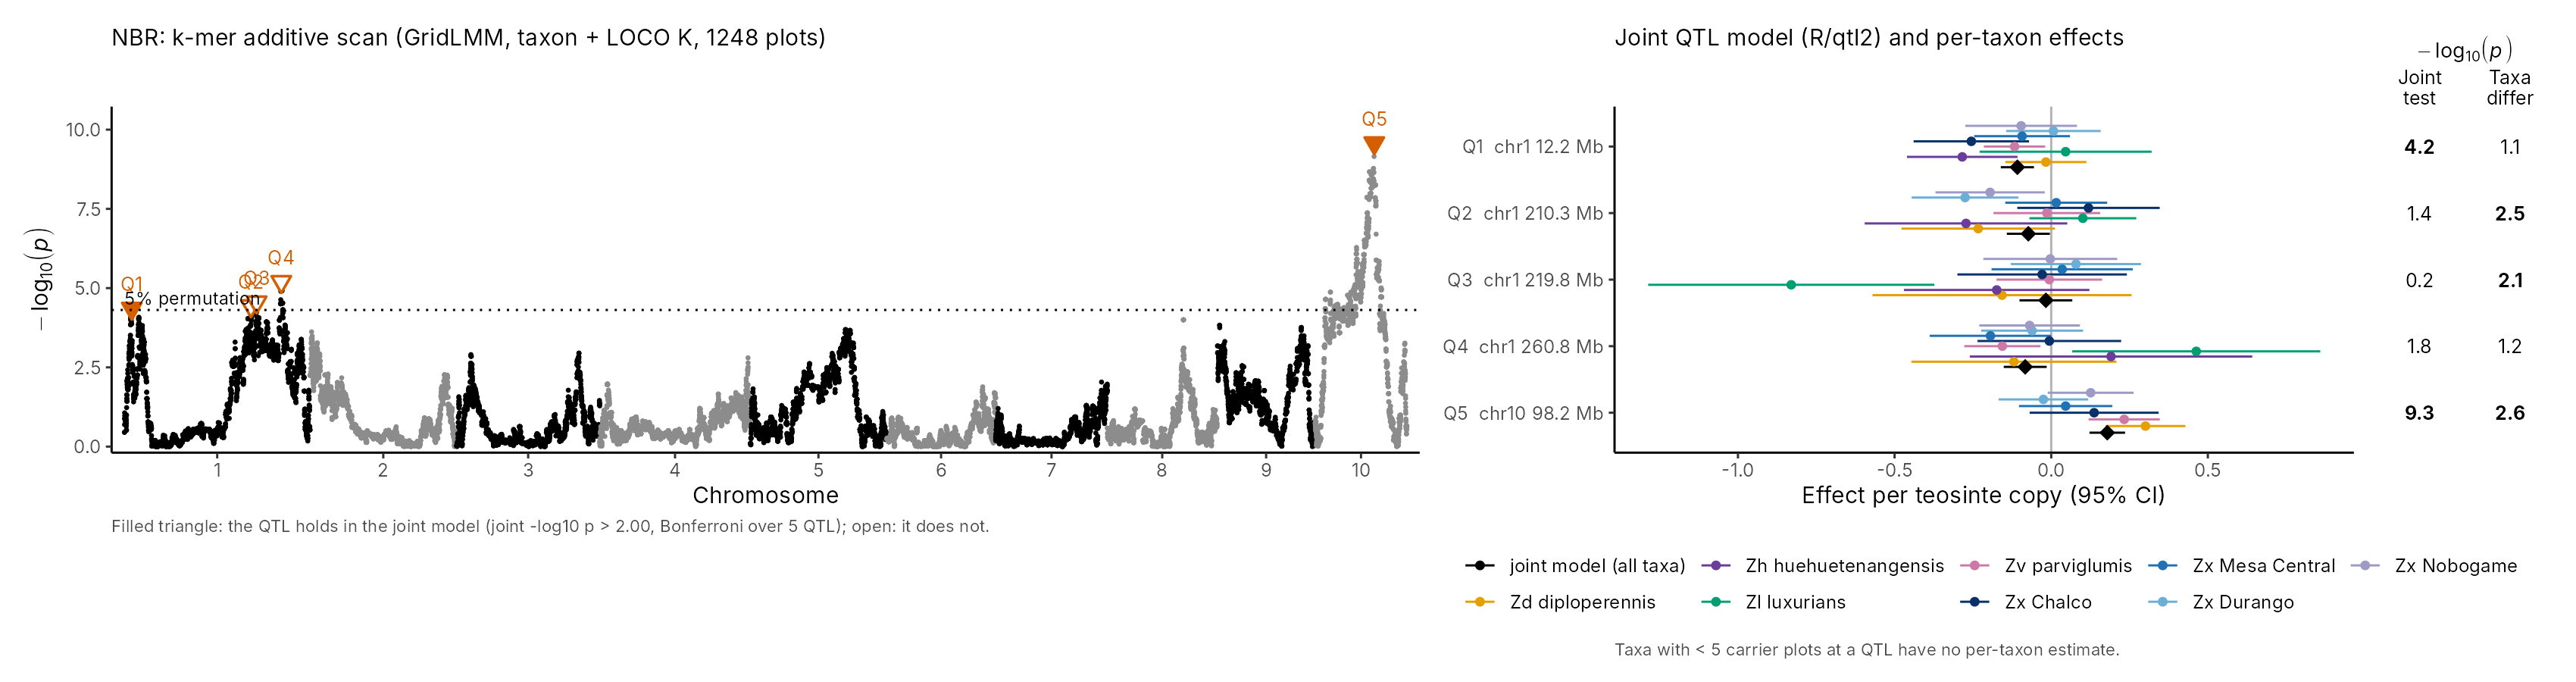 NBR: k-mer additive scan (GridLMM, taxon + LOCO K, 1248 plots)
− log10(p)
10.0
7.5
5.0
2.5
0.0
Q1
Q2
Q3
Q4
Q5
5% permutation
1 2 3 4 5 6 7 8 9 10
Chromosome
Filled triangle: the QTL holds in the joint model (joint -log10 p > 2.00, Bonferroni over 5 QTL); open: it does not.
Joint QTL model (R/qtl2) and per-taxon effects
− log10(p)
Joint test
Taxa differ
Q1 chr1 12.2 Mb 4.2 1.1
Q2 chr1 210.3 Mb 1.4 2.5
Q3 chr1 219.8 Mb 0.2 2.1
Q4 chr1 260.8 Mb 1.8 1.2
Q5 chr10 98.2 Mb 9.3 2.6
-1.0 -0.5 0.0 0.5
Effect per teosinte copy (95% CI)
joint model (all taxa) Zh huehuetenangensis Zv parviglumis Zx Mesa Central Zx Nobogame
Zd diploperennis Zl luxurians Zx Chalco Zx Durango
Taxa with < 5 carrier plots at a QTL have no per-taxon estimate.